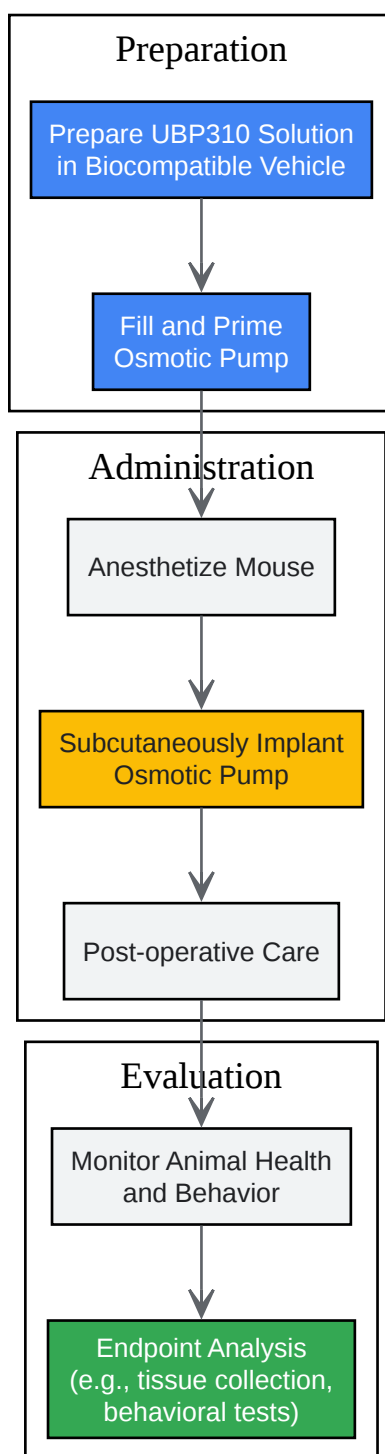 Preparation
Prepare UBP310 Solution
in Biocompatible Vehicle
Fill and Prime
Osmotic Pump
Administration
Anesthetize Mouse
Subcutaneously Implant
Osmotic Pump
Post-operative Care
Evaluation
Monitor Animal Health
and Behavior
Endpoint Analysis
(e.g., tissue collection,
behavioral tests)